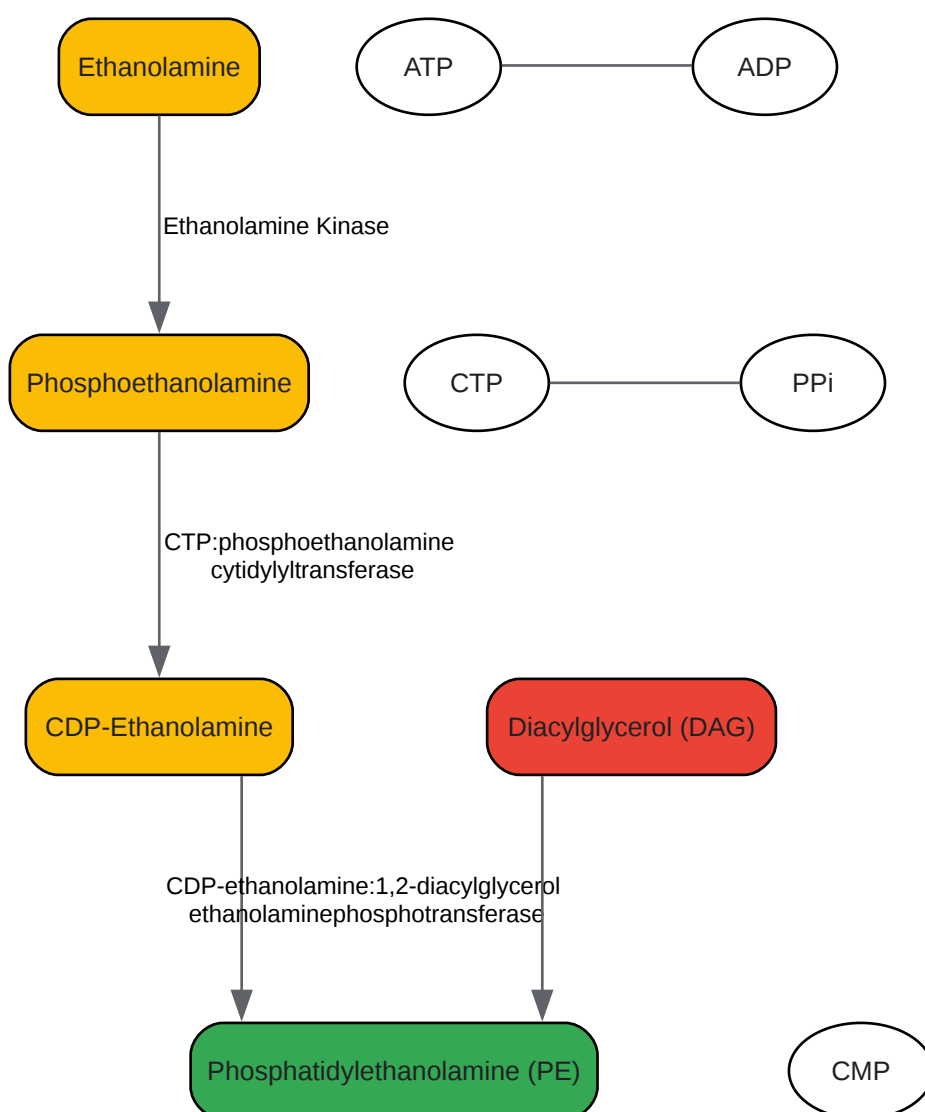 Ethanolamine
ATP
ADP
Ethanolamine Kinase
Phosphoethanolamine
CTP
PPi
CTP:phosphoethanolamine
cytidylyltransferase
CDP-Ethanolamine
Diacylglycerol (DAG)
CDP-ethanolamine:1,2-diacylglycerol
ethanolaminephosphotransferase
Phosphatidylethanolamine (PE)
CMP